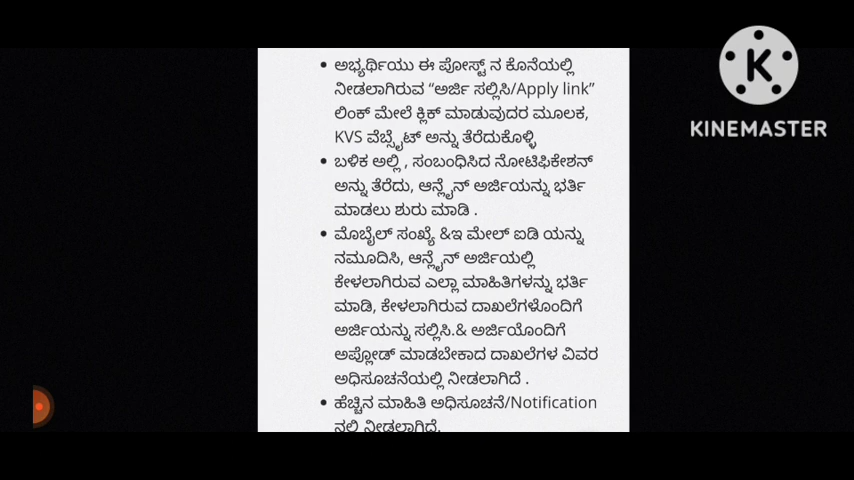 KINEMASTER
ಅಭ್ಯರ್ಥಿಯು ಈ ಪೋಸ್ಟ್ ನ ಕೊನೆಯಲ್ಲಿ
ನೀಡಲಾಗಿರುವ “ಅರ್ಜಿ ಸಲ್ಲಿಸಿ/Apply link”
ಲಿಂಕ್ ಮೇಲೆ ಕ್ಲಿಕ್ ಮಾಡುವುದರ ಮೂಲಕ,
KVS ವೆಬ್ಸೈಟ್ ಅನ್ನು ತೆರೆದುಕೊಳ್ಳಿ
ಬಳಿಕ ಅಲ್ಲಿ , ಸಂಬಂಧಿಸಿದ ನೋಟಿಫಿಕೇಶನ್
ಅನ್ನು ತೆರೆದು, ಆನ್ಲೈನ್ ಅರ್ಜಿಯನ್ನು ಭರ್ತಿ
ಮಾಡಲು ಶುರು ಮಾಡಿ .
ಮೊಬೈಲ್ ಸಂಖ್ಯೆ &ಇ ಮೇಲ್ ಐಡಿ ಯನ್ನು
ನಮೂದಿಸಿ, ಆನ್ಲೈನ್ ಅರ್ಜಿಯಲ್ಲಿ
ಕೇಳಲಾಗಿರುವ ಎಲ್ಲಾ ಮಾಹಿತಿಗಳನ್ನು ಭರ್ತಿ
ಮಾಡಿ, ಕೇಳಲಾಗಿರುವ ದಾಖಲೆಗಳೊಂದಿಗೆ
ಅರ್ಜಿಯನ್ನು ಸಲ್ಲಿಸಿ.& ಅರ್ಜಿಯೊಂದಿಗೆ
ಅಪ್ಲೋಡ್ ಮಾಡಬೇಕಾದ ದಾಖಲೆಗಳ ವಿವರ
ಅಧಿಸೂಚನೆಯಲ್ಲಿ ನೀಡಲಾಗಿದೆ .
ಹೆಚ್ಚಿನ ಮಾಹಿತಿ ಅಧಿಸೂಚನೆ/Notification
ನಲ್ಲಿ ನೀಡಲಾಗಿದೆ.